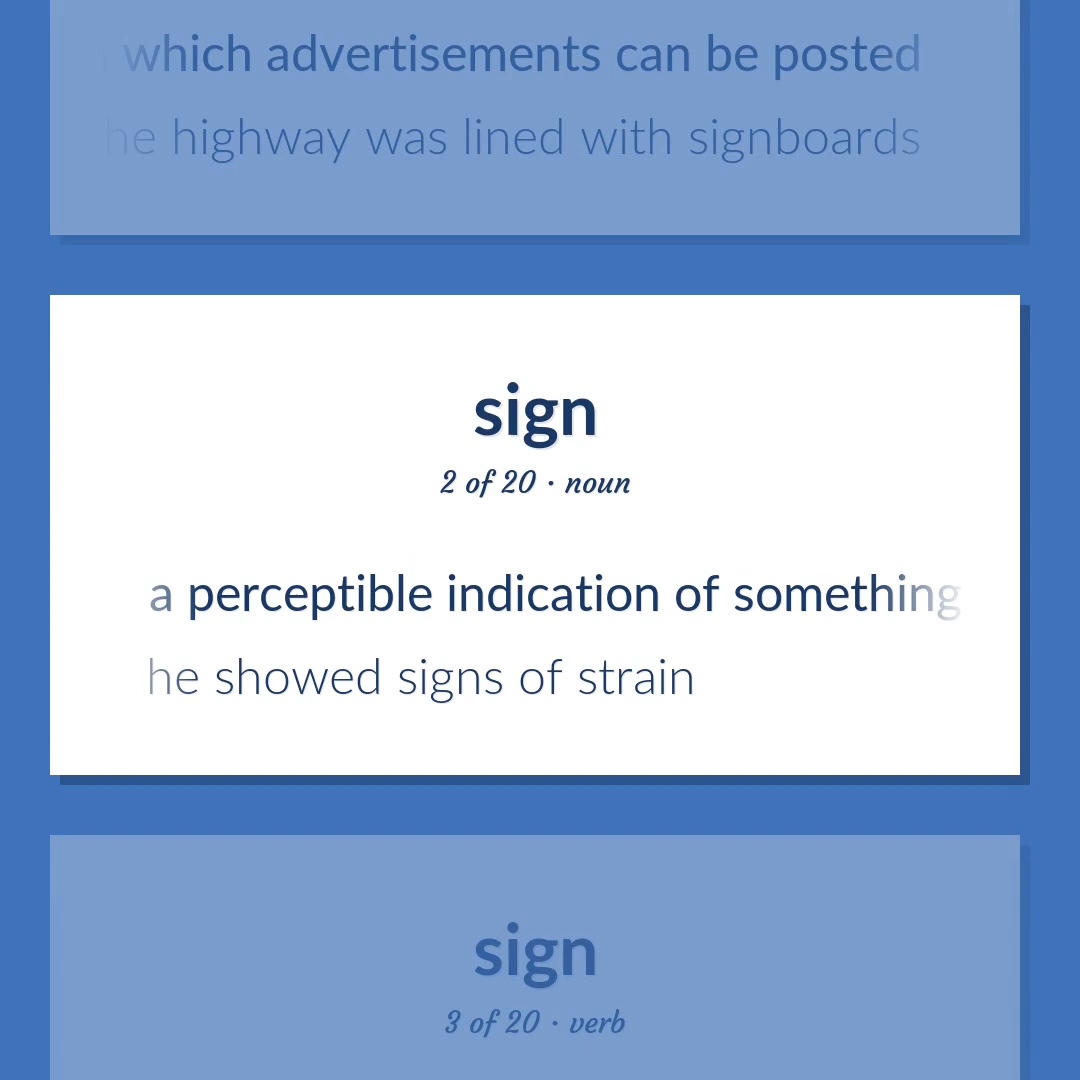 which advertisements can be posted
he highway was lined with signboards
sign
2 of 20 · noun
a perceptible indication of something
he showed signs of strain
sign
3 of 20 · verb